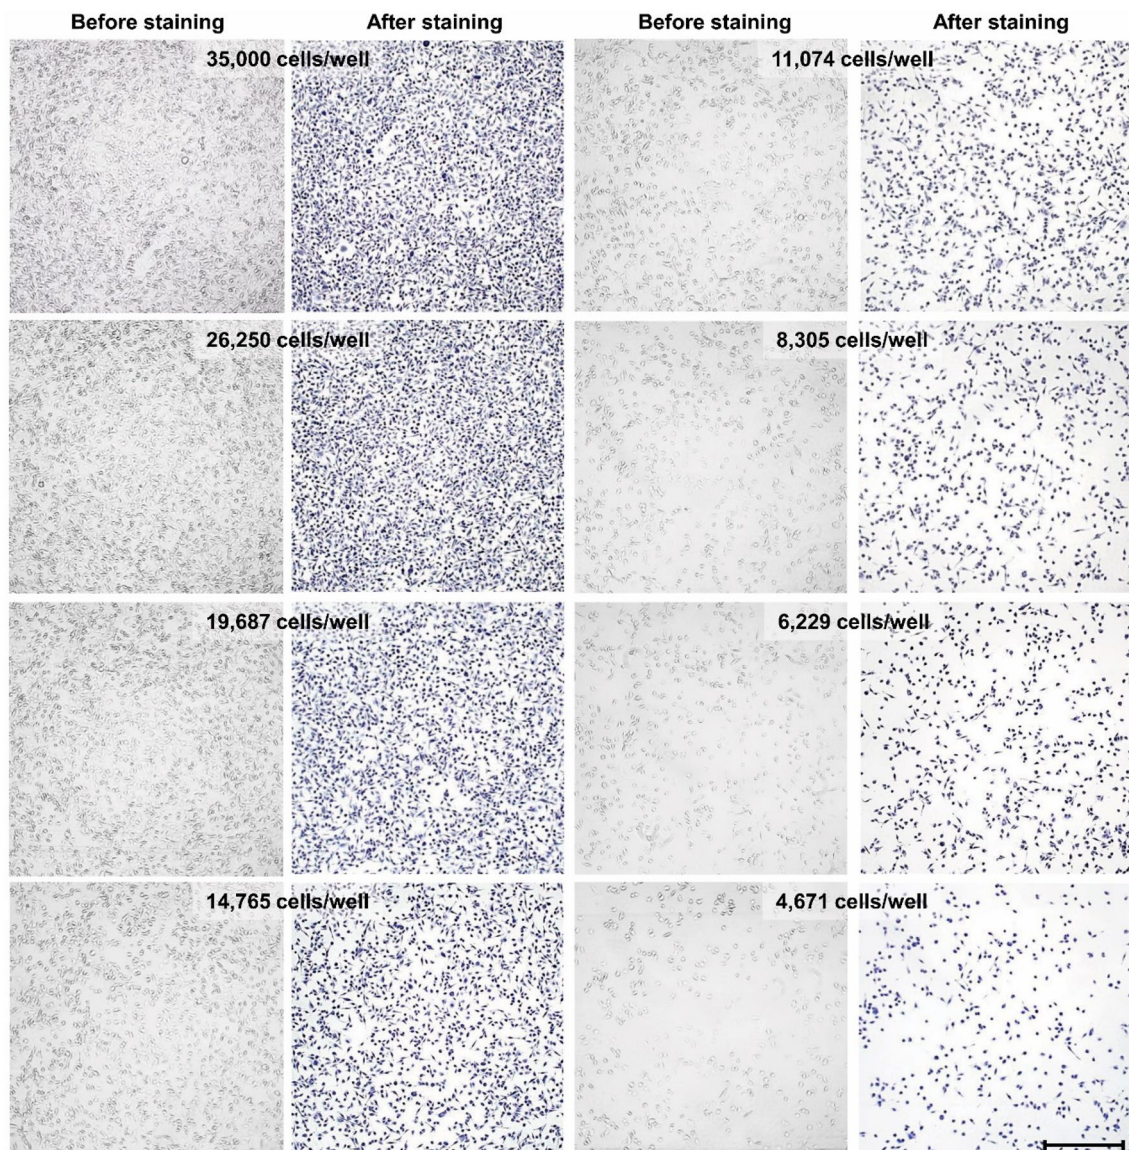 Before staining
After staining
Before staining
After staining
35,000 cells/well
11,074 cells/well
26,250 cells/well
8,305 cells/well
19,687 cells/well
6,229 cells/well
14,765 cells/well
4,671 cells/well